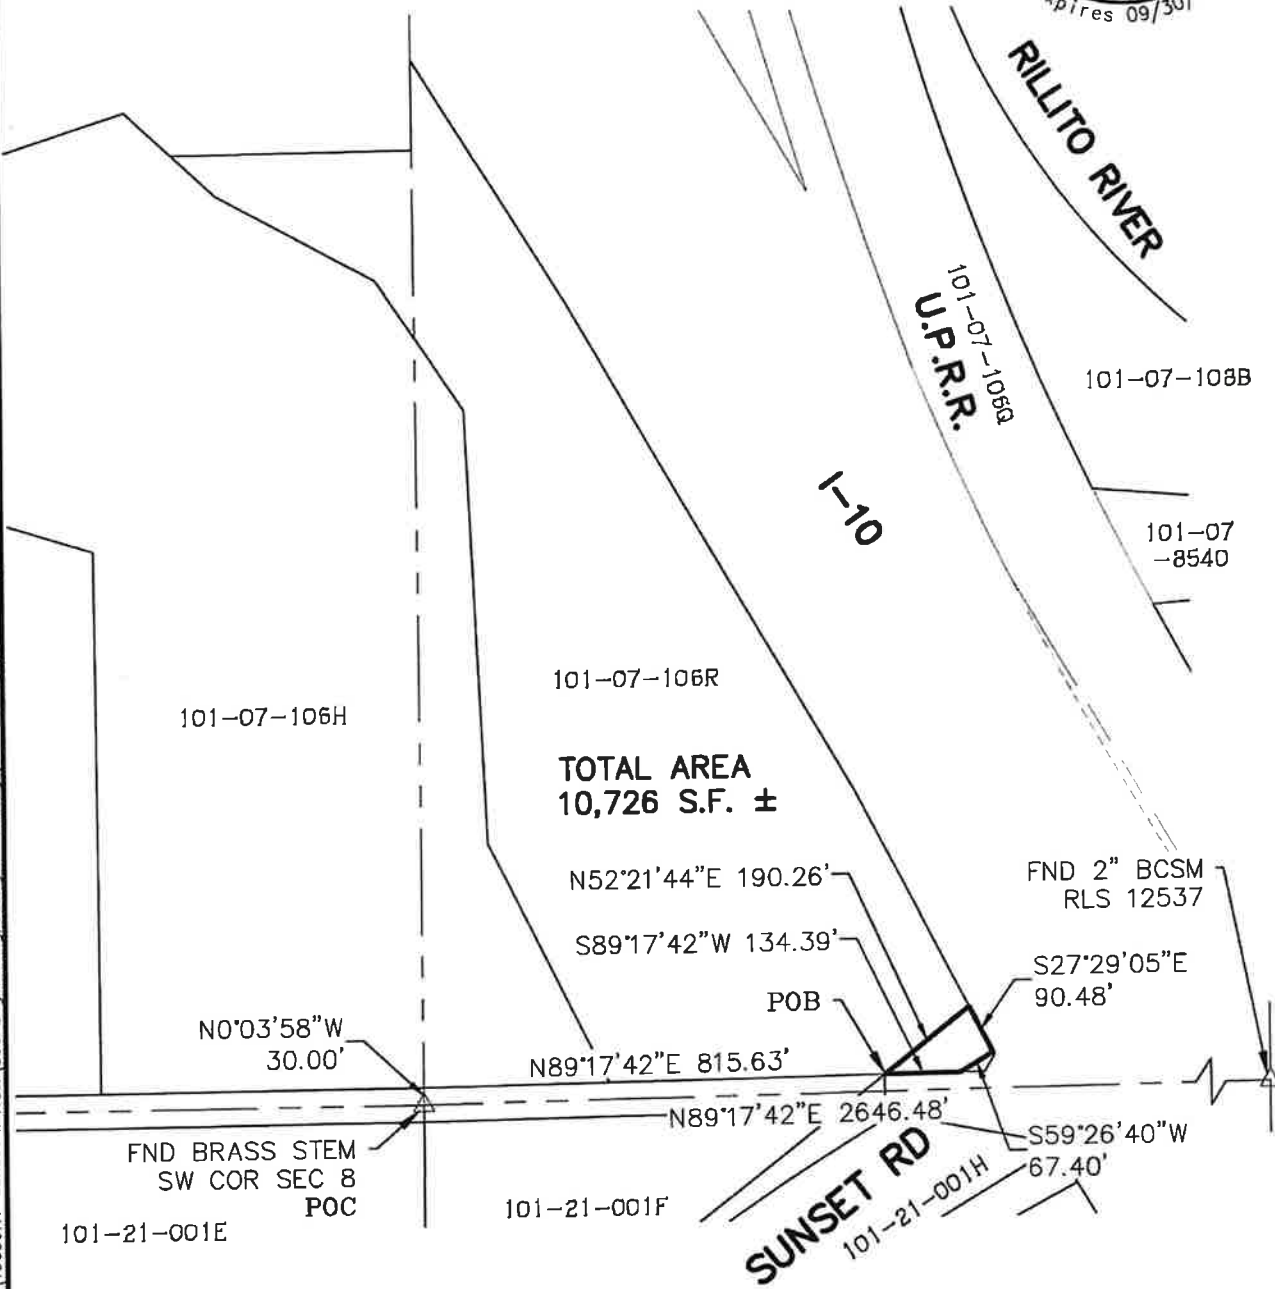 pires 09/30/
RILLITO RIVER
101-07-106Q
U.P.R.R.
101-07-108B
I-10
101-07
-8540
101-07-106R
101-07-106H
TOTAL AREA
10,726 S.F. ±
N52°21'44"E 190.26'
FND 2" BCSM
RLS 12537
S89°17'42"W 134.39'
S27°29'05"E
90.48'
POB
N0°03'58"W
30.00'
N89°17'42"E 815.63'
N89°17'42"E 2646.48'
S59°26'40"W
67.40'
FND BRASS STEM
SW COR SEC 8
POC
SUNSET RD
101-21-001H
101-21-001F
101-21-001E